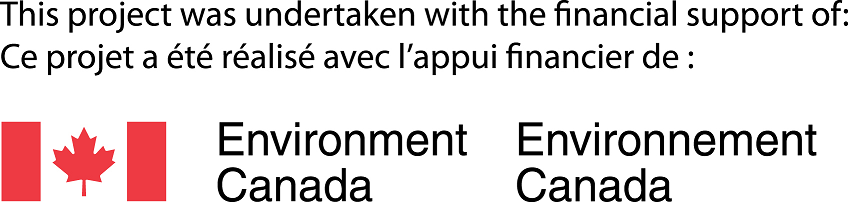 This project was undertaken with the financial support of:
Ce projet a été réalisé avec l’appui financier de :
Environment Canada
Environnement Canada